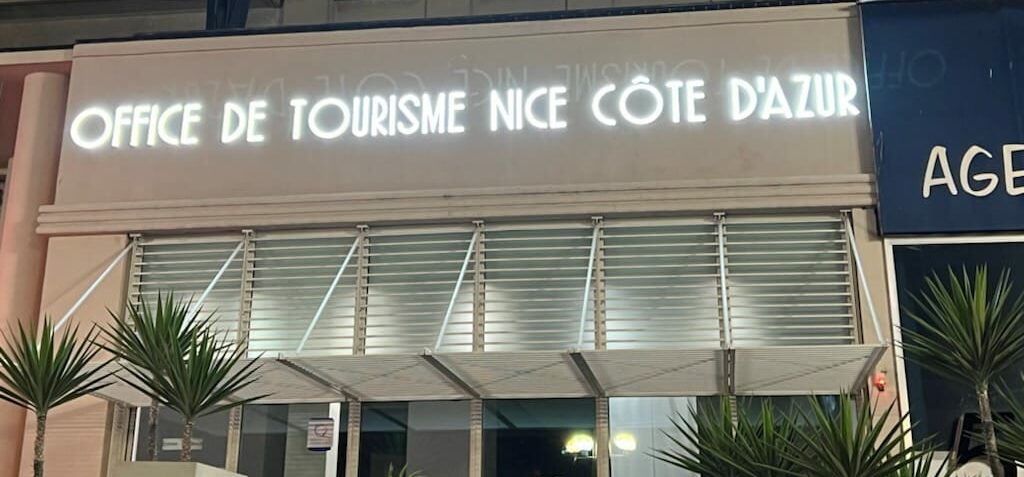 OFFICE DE TOURISME NICE CÔTE D'AZUR
AGE